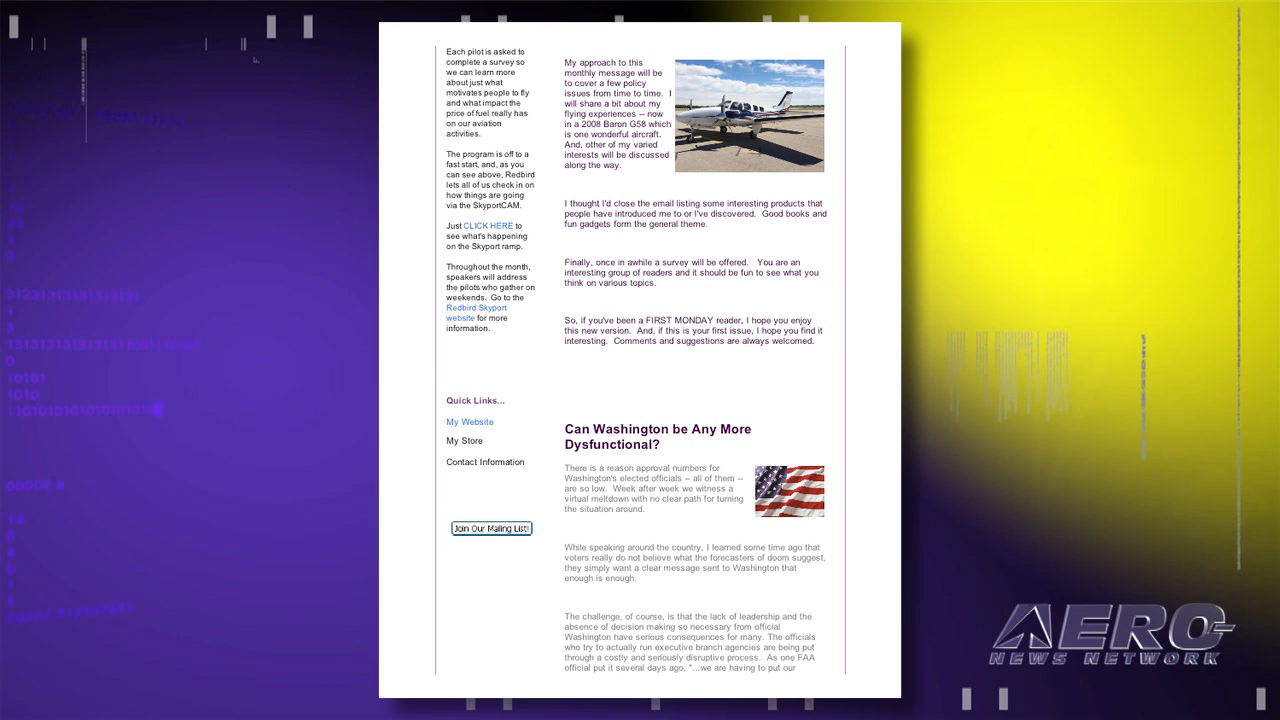 Each pilot is asked to
complete a survey so
we can learn more
about just what
motivates people to fly
and what impact the
price of fuel really has
on our aviation
activities.
The program is off to a
fast start, and, as you
can see above, Redbird
lets all of us check in on
how things are going
via the SkyportCAM.
Just CLICK HERE to
see what's happening
on the Skyport ramp.
Throughout the month,
speakers will address
the pilots who gather on
weekends.  Go to the
Redbird Skyport
website for more
information.
Quick Links...
My Website
My Store
Contact Information
Join Our Mailing List!
My approach to this
monthly message will be
to cover a few policy
issues from time to time.  I
will share a bit about my
flying experiences -- now
in a 2008 Baron G58 which
is one wonderful aircraft.
And, other of my varied
interests will be discussed
along the way.
I thought I'd close the email listing some interesting products that
people have introduced me to or I've discovered.  Good books and
fun gadgets form the general theme.
Finally, once in awhile a survey will be offered.   You are an
interesting group of readers and it should be fun to see what you
think on various topics.
So, if you've been a FIRST MONDAY reader, I hope you enjoy
this new version.  And, if this is your first issue, I hope you find it
interesting.  Comments and suggestions are always welcomed.
Can Washington be Any More
Dysfunctional?
There is a reason approval numbers for
Washington's elected officials -- all of them --
are so low.  Week after week we witness a
virtual meltdown with no clear path for turning
the situation around.
While speaking around the country, I learned some time ago that
voters really do not believe what the forecasters of doom suggest,
they simply want a clear message sent to Washington that
enough is enough.
The challenge, of course, is that the lack of leadership and the
absence of decision making so necessary from official
Washington have serious consequences for many. The officials
who try to actually run executive branch agencies are being put
through a costly and seriously disruptive process.  As one FAA
official put it several days ago, "...we are having to put our
AERO-
NEWS NETWORK